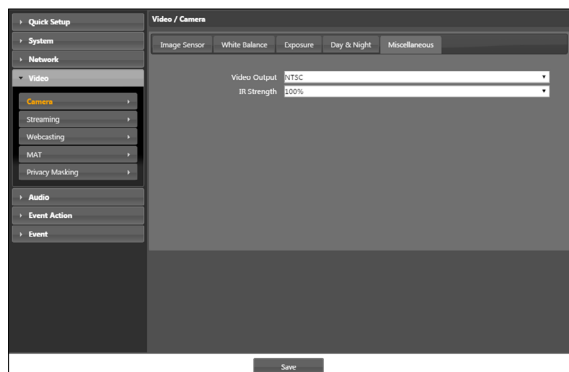 Quick Setup
System
Network
Video
Camera
Streaming
Webcasting
MAT
Privacy Masking
Audio
Event Action
Event
Video / Camera
Image Sensor White Balance Exposure Day & Night Miscellaneous
Video Output NTSC
IR Strength 100%
Save